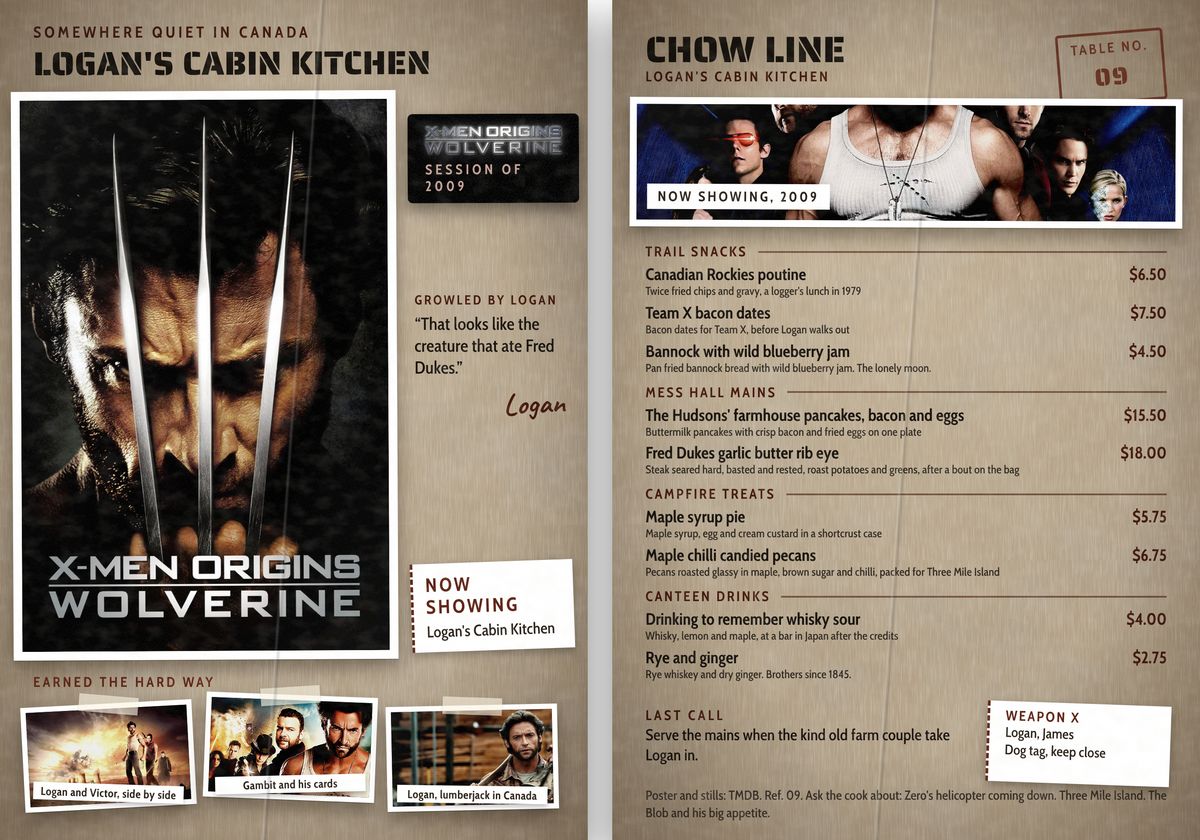 SOMEWHERE QUIET IN CANADA
LOGAN'S CABIN KITCHEN
X-MEN ORIGINS
WOLVERINE
X-MEN ORIGINS
WOLVERINE
SESSION OF
2009
GROWLED BY LOGAN
“That looks like the
creature that ate Fred
Dukes.”
Logan
NOW
SHOWING
Logan's Cabin Kitchen
EARNED THE HARD WAY
Logan and Victor, side by side
Gambit and his cards
Logan, lumberjack in Canada
CHOW LINE
LOGAN'S CABIN KITCHEN
TABLE NO.
09
NOW SHOWING, 2009
TRAIL SNACKS
Canadian Rockies poutine $6.50
Twice fried chips and gravy, a logger's lunch in 1979
Team X bacon dates $7.50
Bacon dates for Team X, before Logan walks out
Bannock with wild blueberry jam $4.50
Pan fried bannock bread with wild blueberry jam. The lonely moon.
MESS HALL MAINS
The Hudsons' farmhouse pancakes, bacon and eggs $15.50
Buttermilk pancakes with crisp bacon and fried eggs on one plate
Fred Dukes garlic butter rib eye $18.00
Steak seared hard, basted and rested, roast potatoes and greens, after a bout on the bag
CAMPFIRE TREATS
Maple syrup pie $5.75
Maple syrup, egg and cream custard in a shortcrust case
Maple chilli candied pecans $6.75
Pecans roasted glassy in maple, brown sugar and chilli, packed for Three Mile Island
CANTEEN DRINKS
Drinking to remember whisky sour $4.00
Whisky, lemon and maple, at a bar in Japan after the credits
Rye and ginger $2.75
Rye whiskey and dry ginger. Brothers since 1845.
LAST CALL
Serve the mains when the kind old farm couple take
Logan in.
WEAPON X
Logan, James
Dog tag, keep close
Poster and stills: TMDB. Ref. 09. Ask the cook about: Zero's helicopter coming down. Three Mile Island. The
Blob and his big appetite.